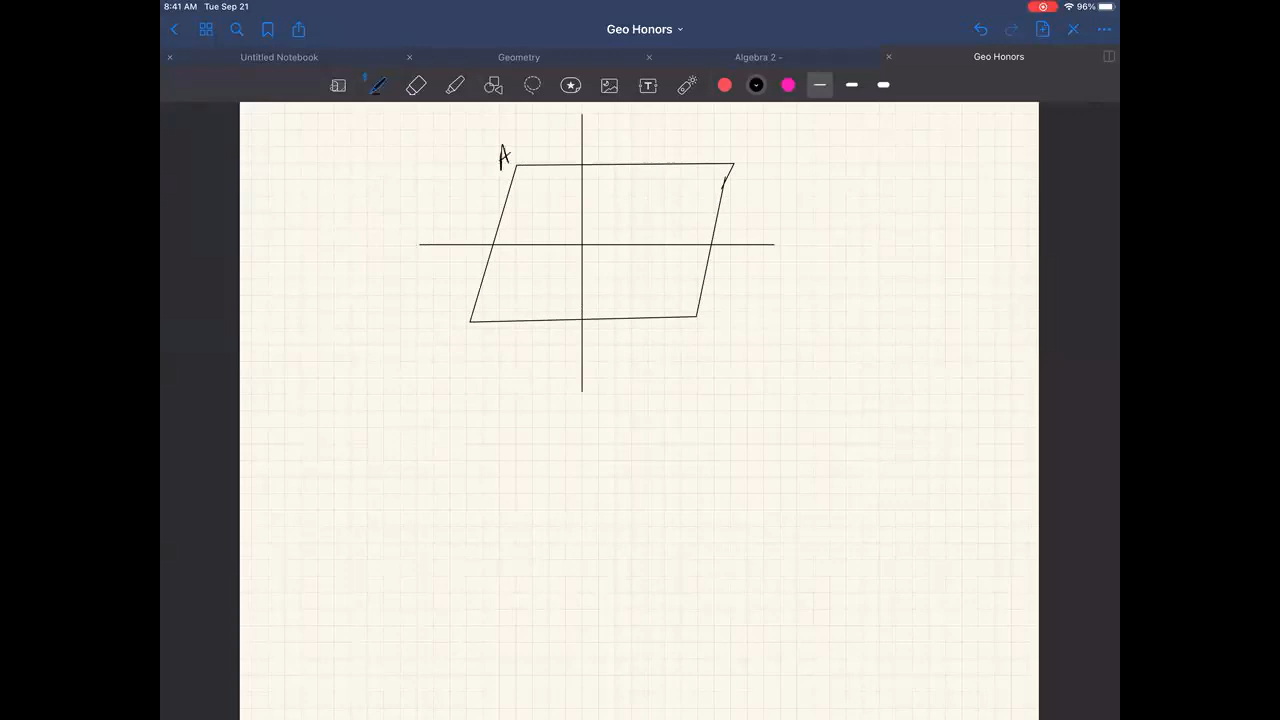 8:41 AM Tue Sep 21
96%
Geo Honors
Untitled Notebook
Geometry
Algebra 2 -
Geo Honors
T
A